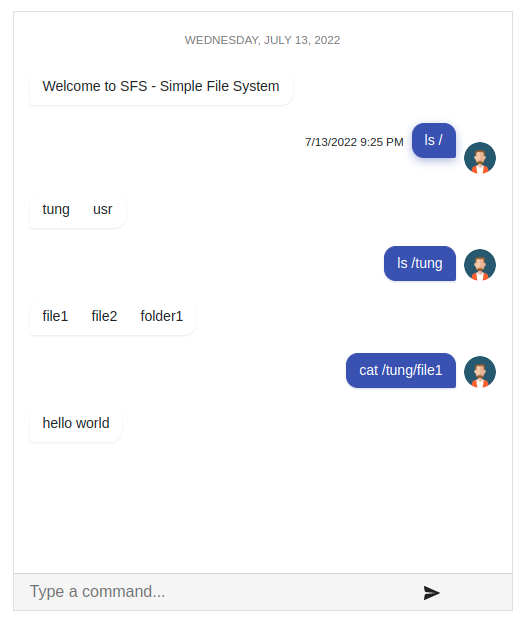 WEDNESDAY, JULY 13, 2022
Welcome to SFS - Simple File System
7/13/2022 9:25 PM ls /
tung usr
ls /tung
file1 file2 folder1
cat /tung/file1
hello world
Type a command...